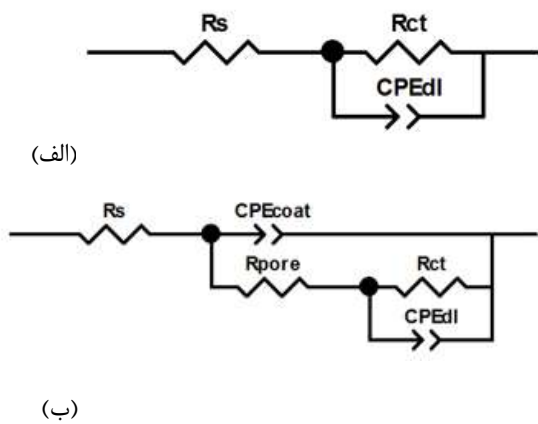 Rs Rct
CPEdl
(الف)
Rs CPEcoat
Rpore Rct
CPEdl
(ب)